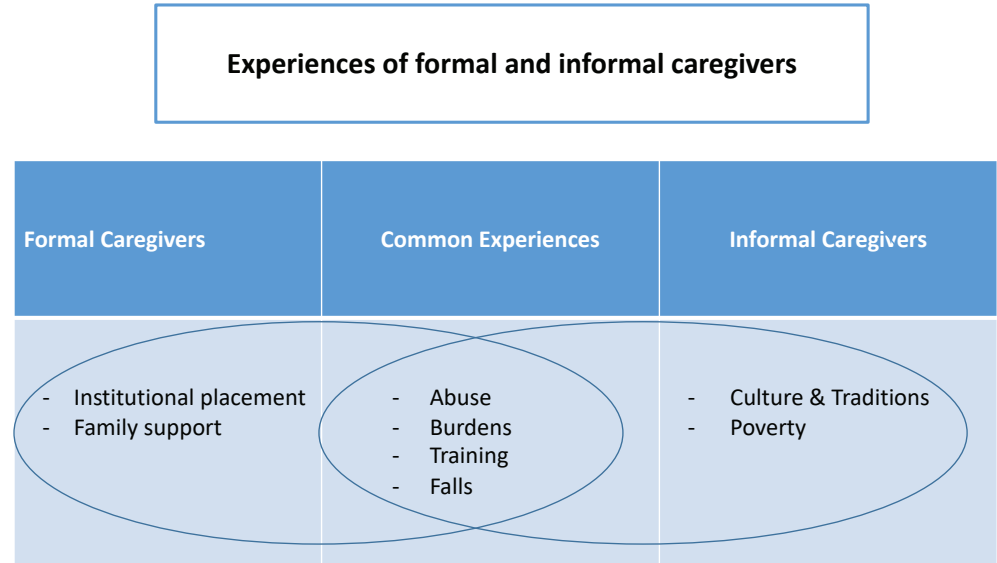 Experiences of formal and informal caregivers
Formal Caregivers
Common Experiences
Informal Caregivers
- Institutional placement
- Family support
- Abuse
- Burdens
- Training
- Falls
- Culture & Traditions
- Poverty